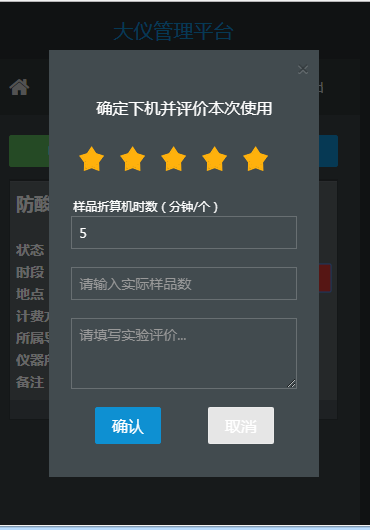 大仪管理平台
×
确定下机并评价本次使用
样品折算机时数（分钟/个）
5
请输入实际样品数
请填写实验评价...
确认
取消
防酸
状态
时段
地点
计费方
所属单
仪器所
备注